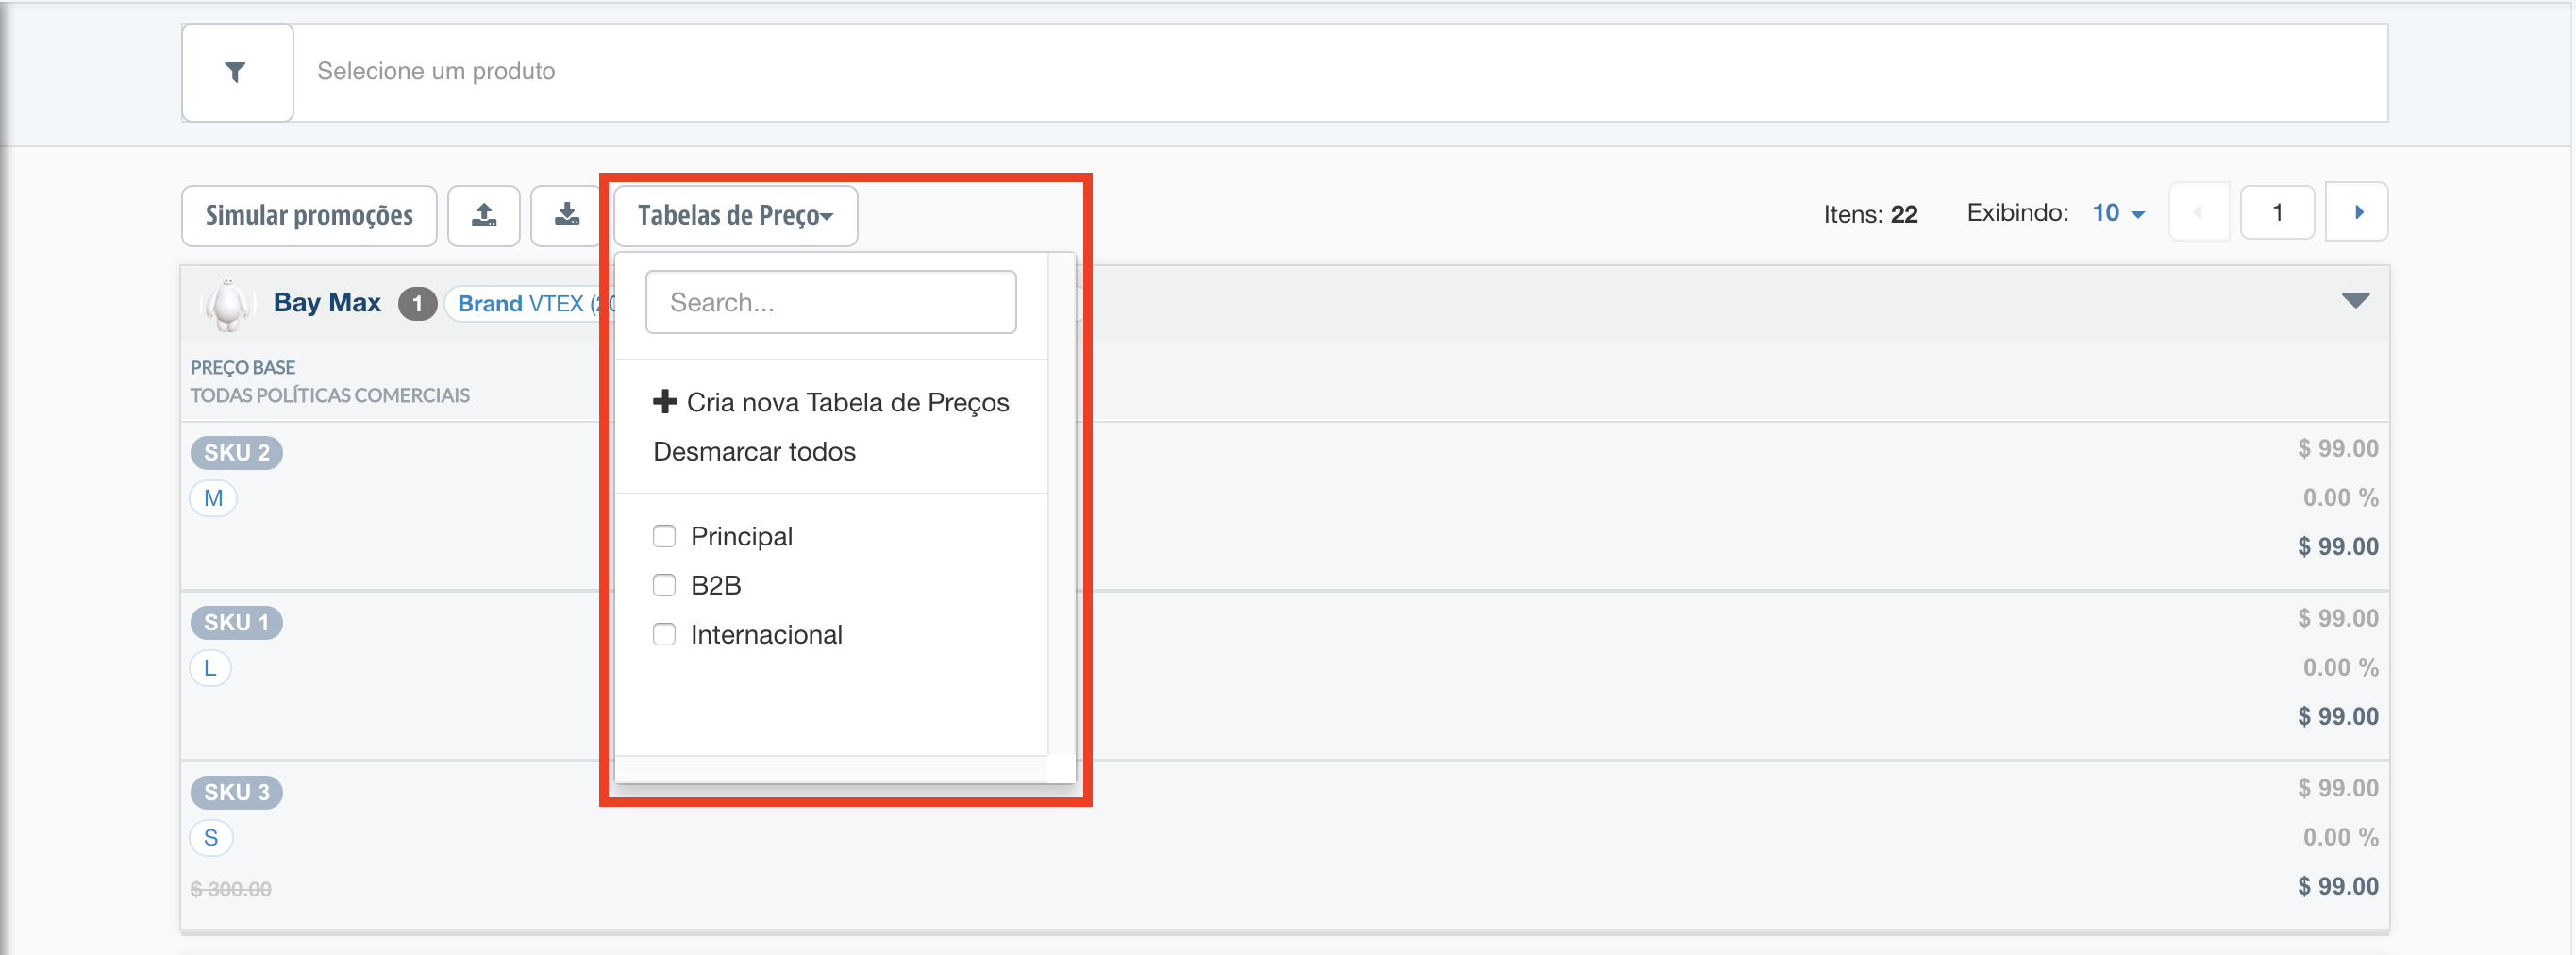 Selecione um produto
Simular promoções
Tabelas de Preço
Itens: 22
Exibindo: 10
1
Bay Max 1 Brand VTEX (20
Search...
PREÇO BASE
TODAS POLÍTICAS COMERCIAIS
Cria nova Tabela de Preços
Desmarcar todos
Principal
B2B
Internacional
SKU 2
M
$ 99.00
0.00 %
$ 99.00
SKU 1
L
$ 99.00
0.00 %
$ 99.00
SKU 3
S
$ 300.00
$ 99.00
0.00 %
$ 99.00